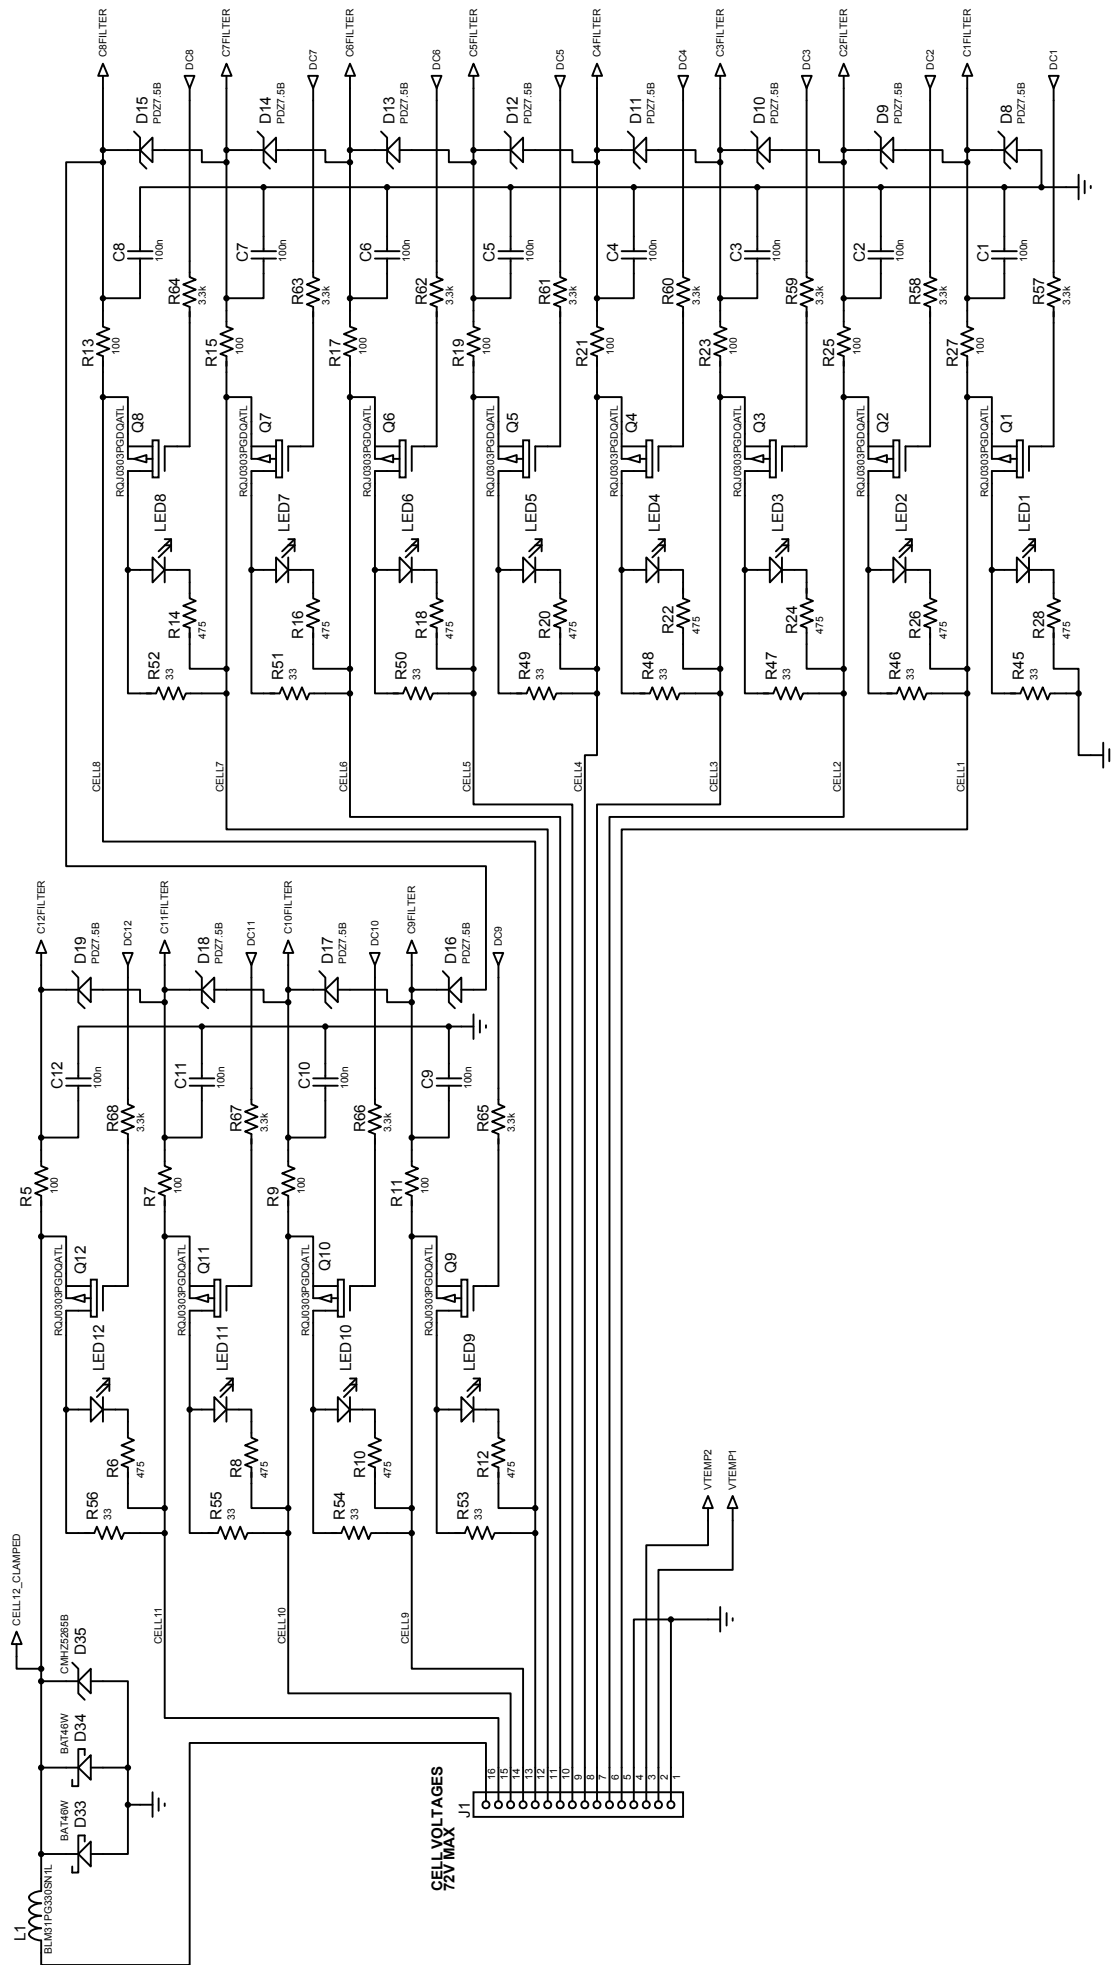 L1
BLM31PG330SN1L
BAT46W
D33
BAT46W
D34
CMHZ5265B
D35
CELL12_CLAMPED
CELL VOLTAGES
72V MAX
J1
16
15
14
13
12
11
10
9
8
7
6
5
4
3
2
1
VTEMP2
VTEMP1
R56
33
R6
475
LED12
RQJ0303PGDQATL
Q12
R5
100
R68
3.3k
C12
100n
D19
PDZ7.5B
C12FILTER
DC12
CELL11
R55
33
R8
475
LED11
RQJ0303PGDQATL
Q11
R7
100
R67
3.3k
C11
100n
D18
PDZ7.5B
C11FILTER
DC11
CELL10
R54
33
R10
475
LED10
RQJ0303PGDQATL
Q10
R9
100
R66
3.3k
C10
100n
D17
PDZ7.5B
C10FILTER
DC10
CELL9
R53
33
R12
475
LED9
RQJ0303PGDQATL
Q9
R11
100
R65
3.3k
C9
100n
D16
PDZ7.5B
C9FILTER
DC9
CELL8
R52
33
R14
475
LED8
RQJ0303PGDQATL
Q8
R13
100
R64
3.3k
C8
100n
D15
PDZ7.5B
C8FILTER
DC8
CELL7
R51
33
R16
475
LED7
RQJ0303PGDQATL
Q7
R15
100
R63
3.3k
C7
100n
D14
PDZ7.5B
C7FILTER
DC7
CELL6
R50
33
R18
475
LED6
RQJ0303PGDQATL
Q6
R17
100
R62
3.3k
C6
100n
D13
PDZ7.5B
C6FILTER
DC6
CELL5
R49
33
R20
475
LED5
RQJ0303PGDQATL
Q5
R19
100
R61
3.3k
C5
100n
D12
PDZ7.5B
C5FILTER
DC5
CELL4
R48
33
R22
475
LED4
RQJ0303PGDQATL
Q4
R21
100
R60
3.3k
C4
100n
D11
PDZ7.5B
C4FILTER
DC4
CELL3
R47
33
R24
475
LED3
RQJ0303PGDQATL
Q3
R23
100
R59
3.3k
C3
100n
D10
PDZ7.5B
C3FILTER
DC3
CELL2
R46
33
R26
475
LED2
RQJ0303PGDQATL
Q2
R25
100
R58
3.3k
C2
100n
D9
PDZ7.5B
C2FILTER
DC2
CELL1
R45
33
R28
475
LED1
RQJ0303PGDQATL
Q1
R27
100
R57
3.3k
C1
100n
D8
PDZ7.5B
C1FILTER
DC1